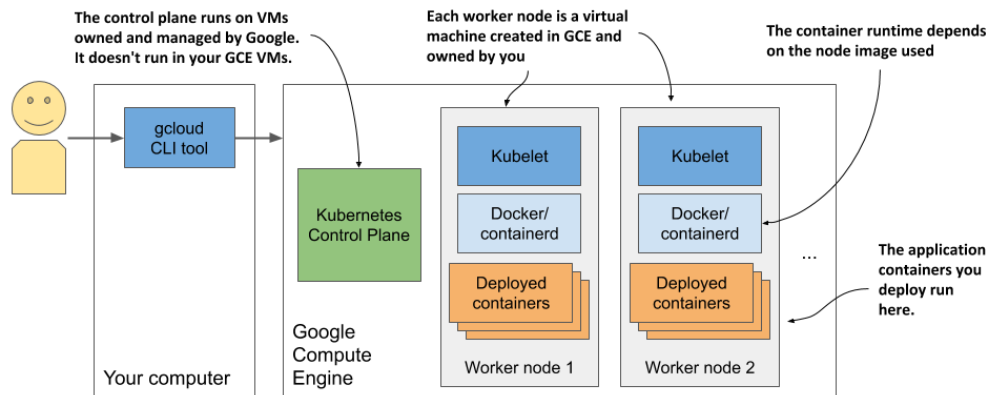 The control plane runs on VMs
owned and managed by Google.
It doesn't run in your GCE VMs.
Each worker node is a virtual
machine created in GCE and
owned by you
The container runtime depends
on the node image used
gcloud
CLI tool
Your computer
Kubernetes
Control Plane
Google
Compute
Engine
Kubelet
Docker/
containerd
Deployed
containers
Worker node 1
Kubelet
Docker/
containerd
Deployed
containers
Worker node 2
...
The application
containers you
deploy run
here.